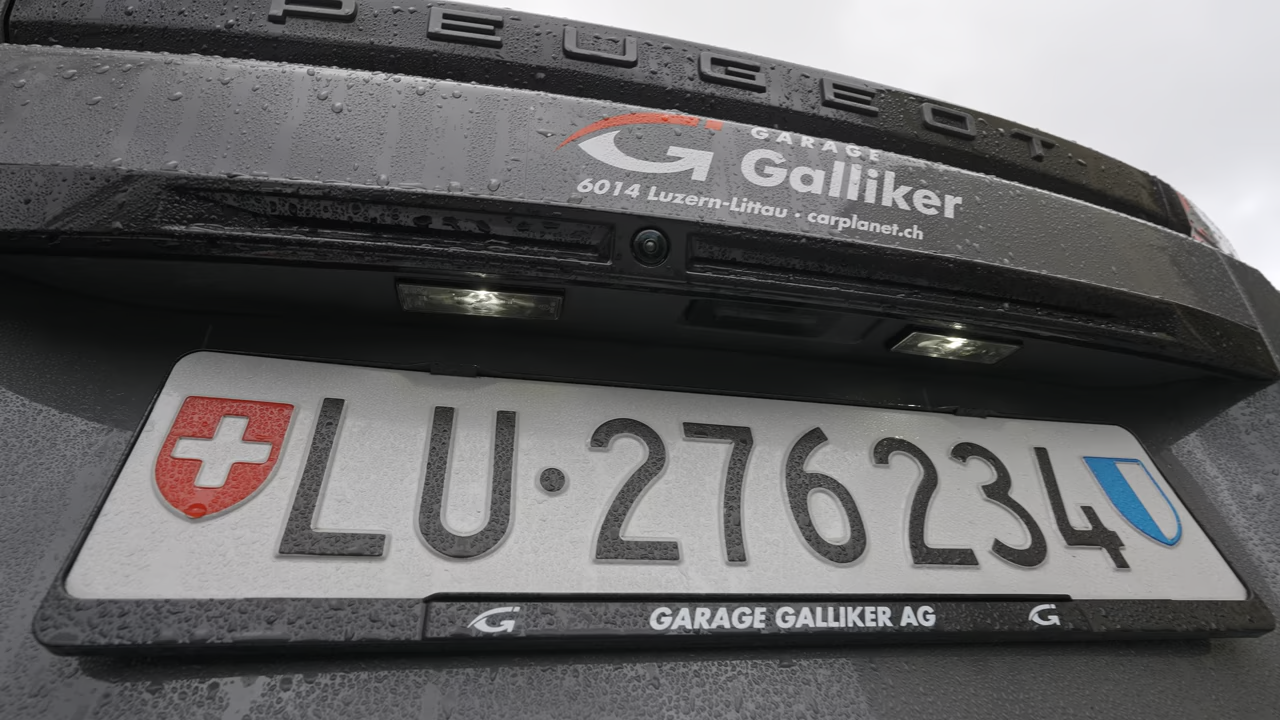 PEUGEOT
GARAGE
Galliker
6014 Luzern-Littau • carplanet.ch
LU·276234
GARAGE GALLIKER AG